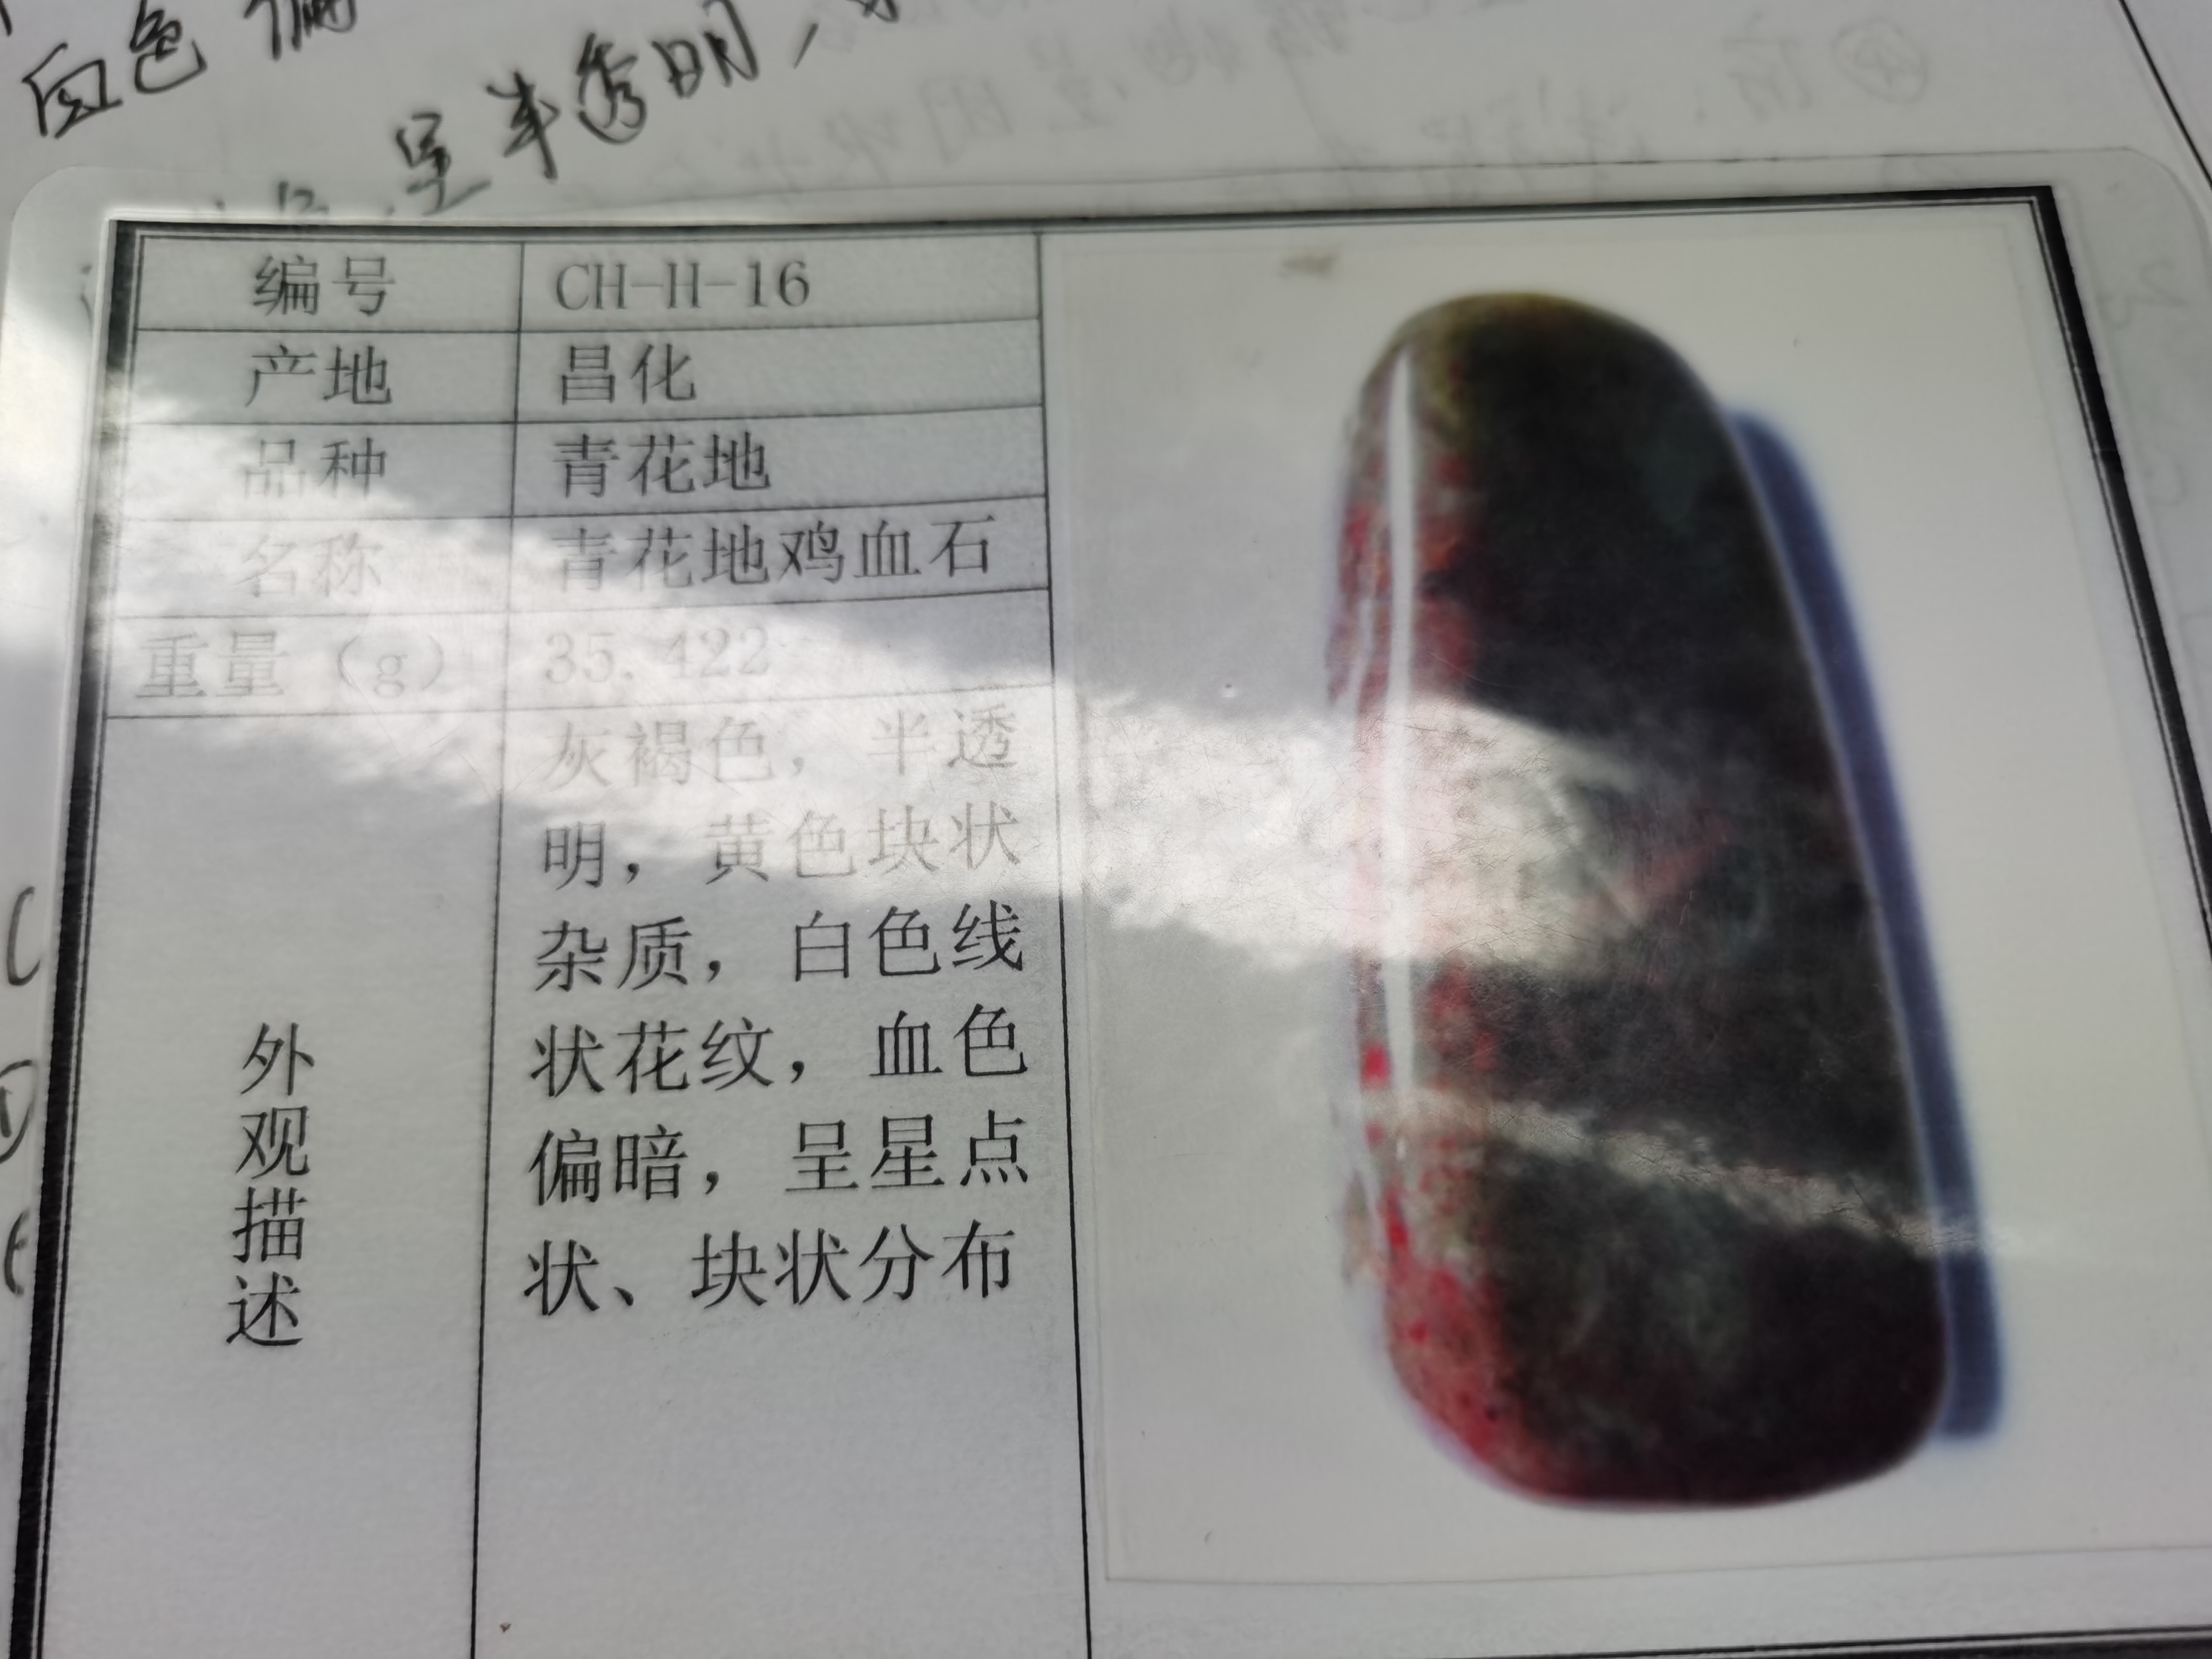 白色偏
呈半透明，
编号 CH-H-16
产地 昌化
品种 青花地
名称 青花地鸡血石
重量（g） 35.422
外观描述
灰褐色，半透
明，黄色块状
杂质，白色线
状花纹，血色
偏暗，呈星点
状、块状分布